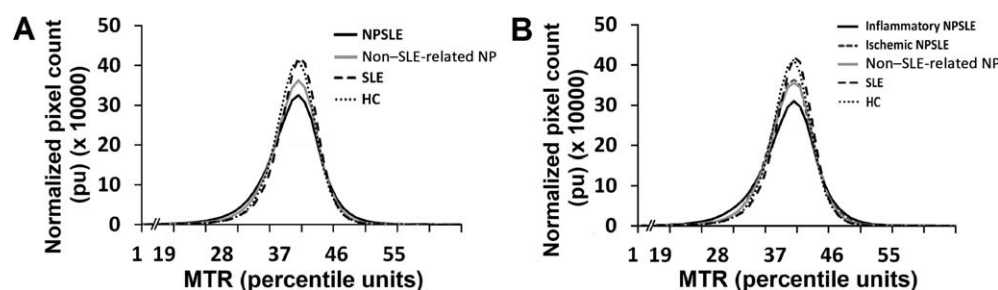 A
Normalized pixel count
(pu) (x 10000)
50
40
30
20
10
0
NPSLE
Non–SLE-related NP
SLE
HC
1 19 28 37 46 55
MTR (percentile units)
B
Normalized pixel count
(pu) (x 10000)
50
40
30
20
10
0
Inflammatory NPSLE
Ischemic NPSLE
Non–SLE-related NP
SLE
HC
1 19 28 37 46 55
MTR (percentile units)